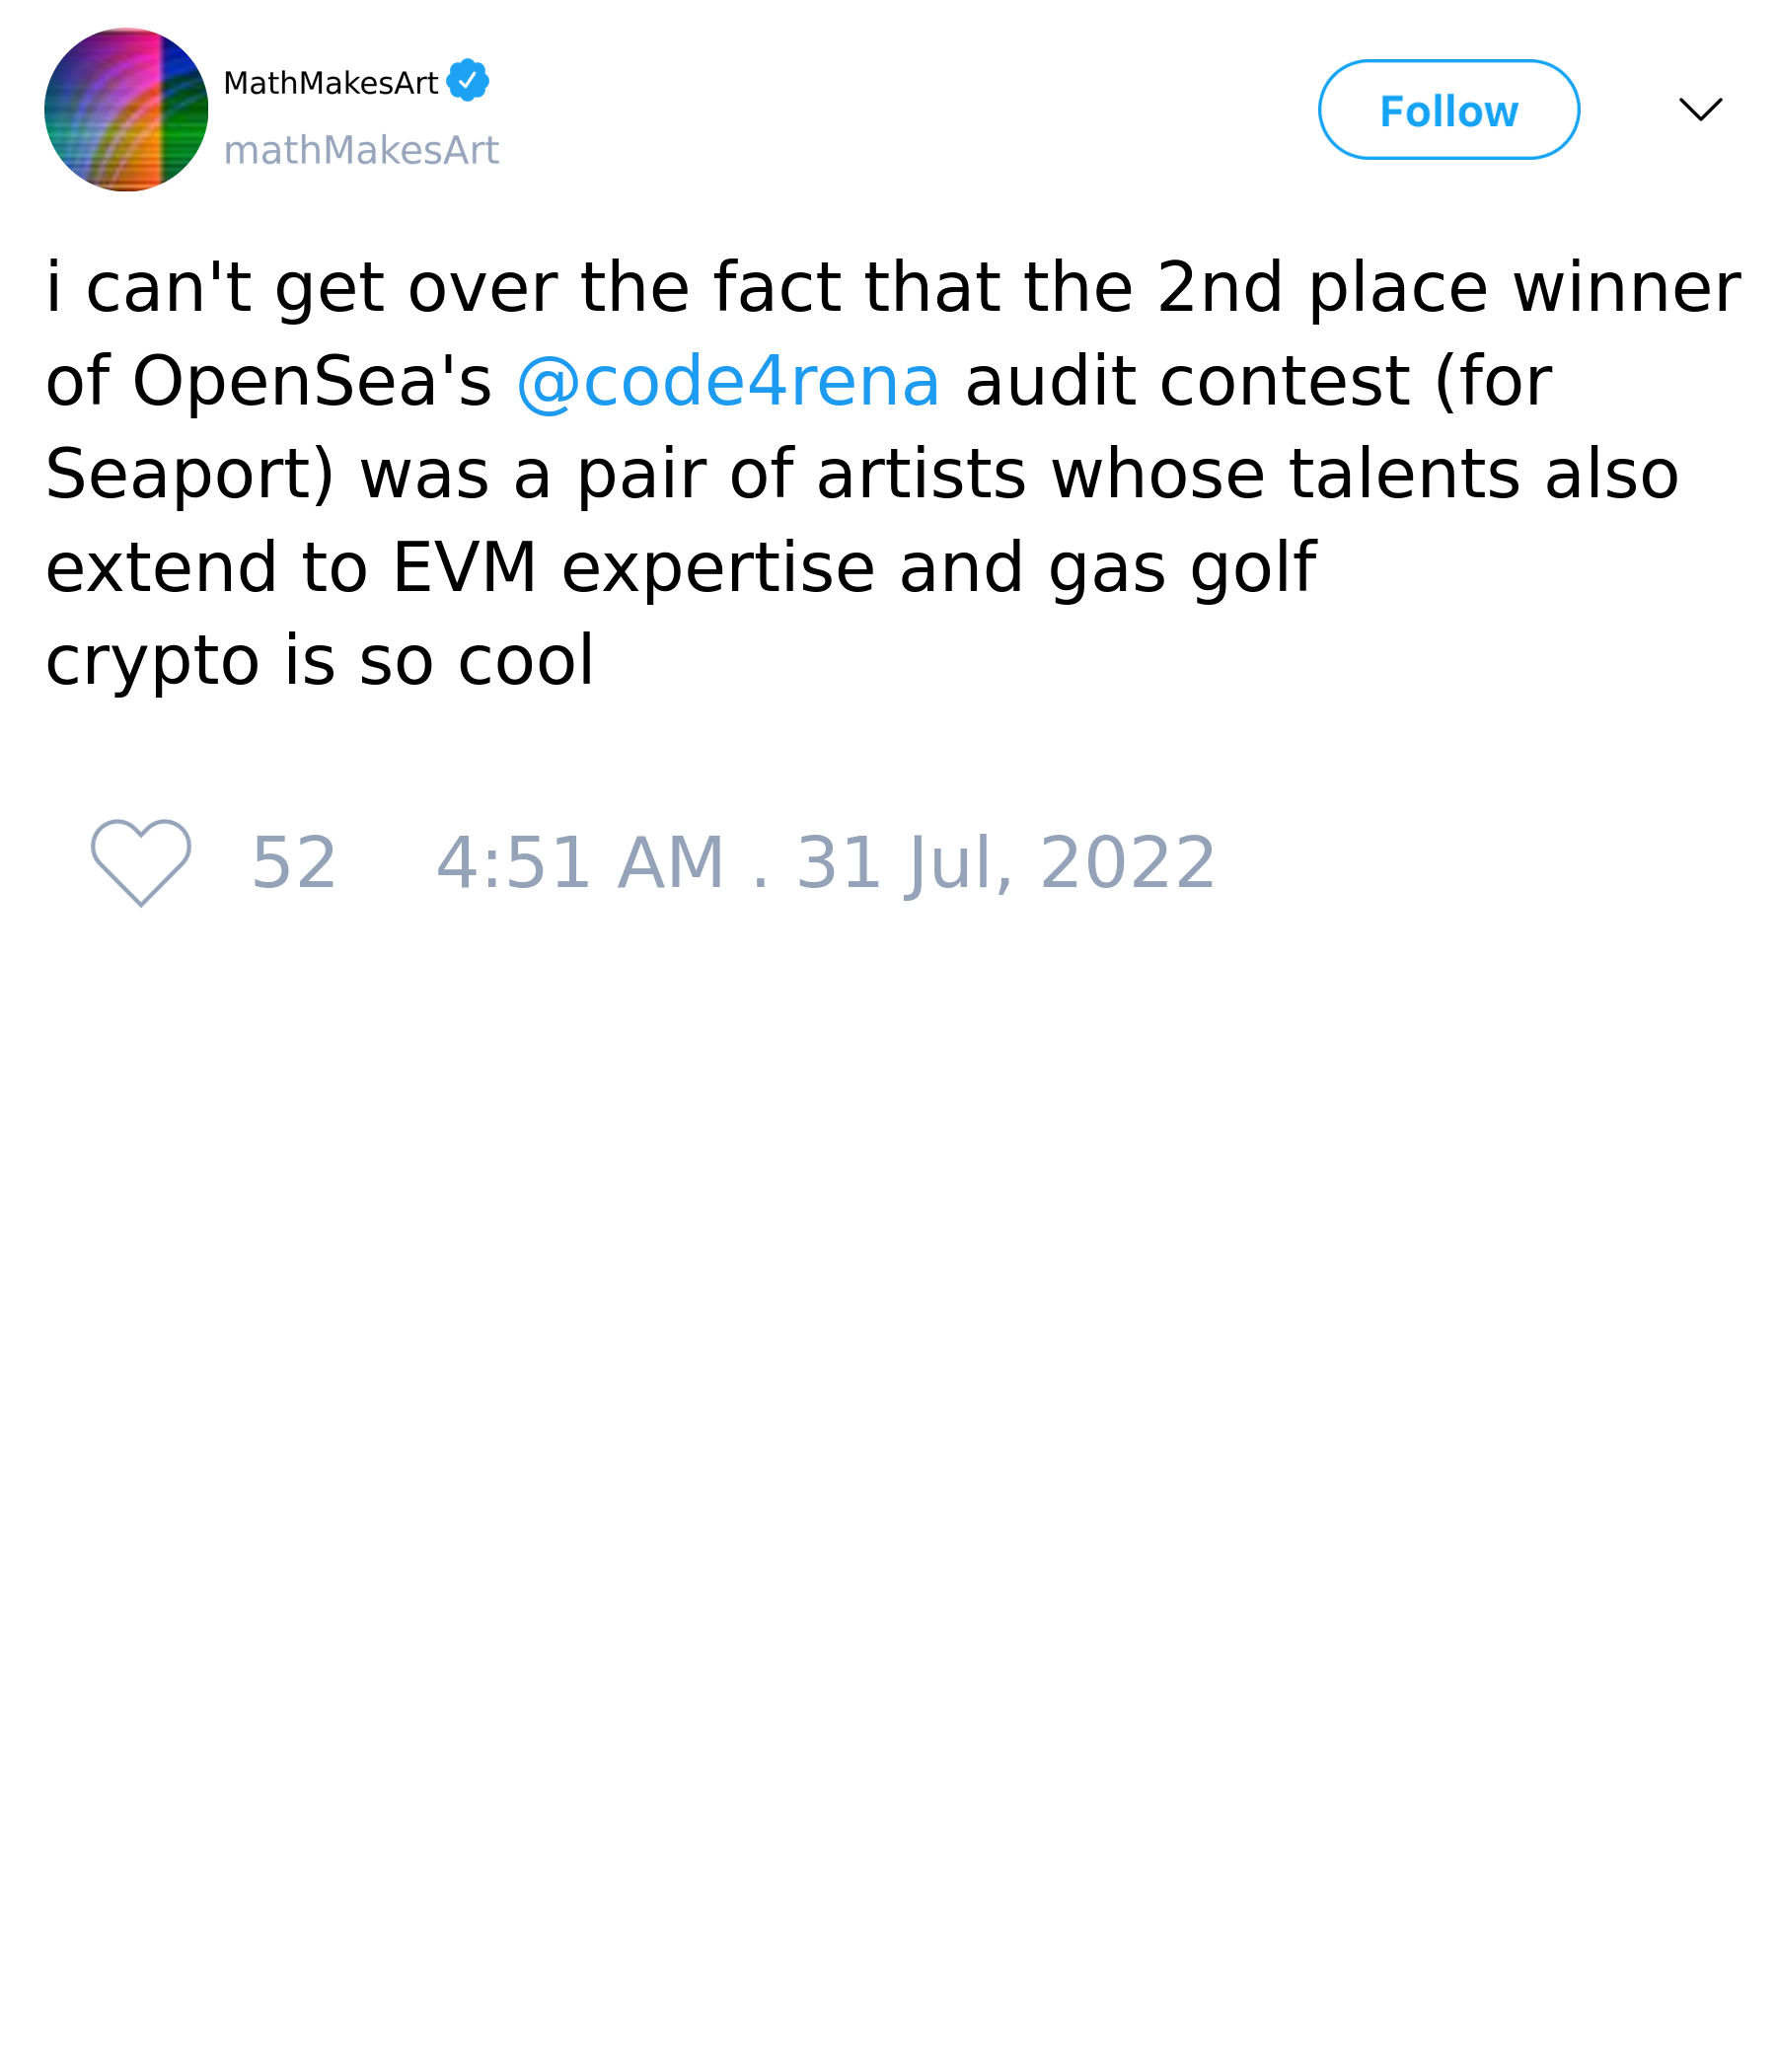 MathMakesArt
mathMakesArt
Follow
i can't get over the fact that the 2nd place winner
of OpenSea's @code4rena audit contest (for
Seaport) was a pair of artists whose talents also
extend to EVM expertise and gas golf
crypto is so cool
52 4:51 AM . 31 Jul, 2022